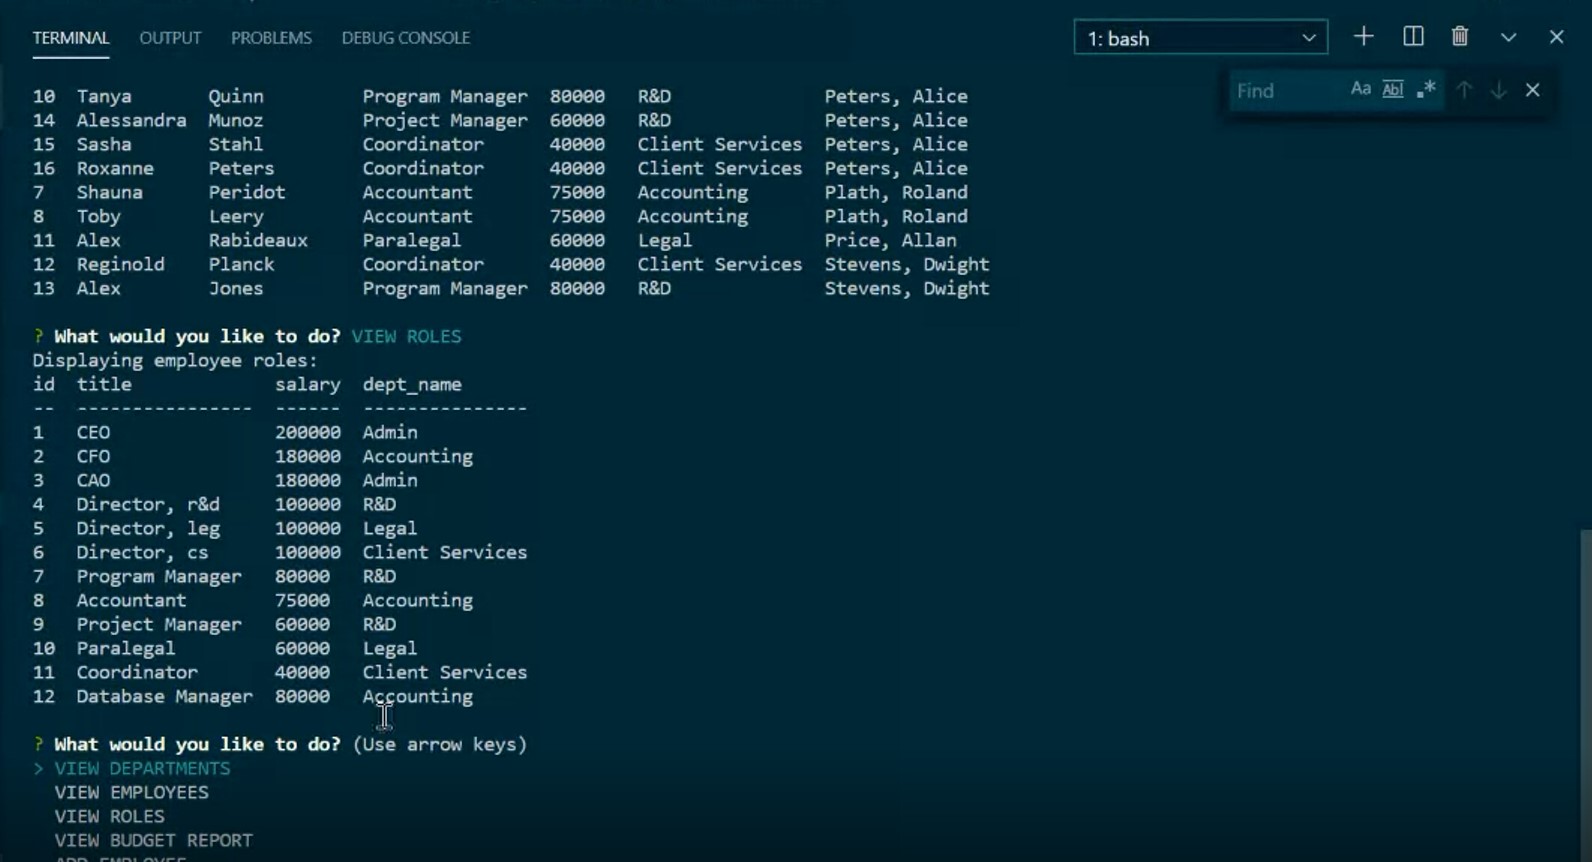 TERMINAL OUTPUT PROBLEMS DEBUG CONSOLE 1: bash
Find Aa Abl .*
10 Tanya Quinn Program Manager 80000 R&D Peters, Alice
14 Alessandra Munoz Project Manager 60000 R&D Peters, Alice
15 Sasha Stahl Coordinator 40000 Client Services Peters, Alice
16 Roxanne Peters Coordinator 40000 Client Services Peters, Alice
7 Shauna Peridot Accountant 75000 Accounting Plath, Roland
8 Toby Leery Accountant 75000 Accounting Plath, Roland
11 Alex Rabideaux Paralegal 60000 Legal Price, Allan
12 Reginold Planck Coordinator 40000 Client Services Stevens, Dwight
13 Alex Jones Program Manager 80000 R&D Stevens, Dwight
? What would you like to do? VIEW ROLES
Displaying employee roles:
id title salary dept_name
-- ---------------- ------ ---------------
1 CEO 200000 Admin
2 CFO 180000 Accounting
3 CAO 180000 Admin
4 Director, r&d 100000 R&D
5 Director, leg 100000 Legal
6 Director, cs 100000 Client Services
7 Program Manager 80000 R&D
8 Accountant 75000 Accounting
9 Project Manager 60000 R&D
10 Paralegal 60000 Legal
11 Coordinator 40000 Client Services
12 Database Manager 80000 Accounting
? What would you like to do? (Use arrow keys)
> VIEW DEPARTMENTS
VIEW EMPLOYEES
VIEW ROLES
VIEW BUDGET REPORT
ADD EMPLOYEE